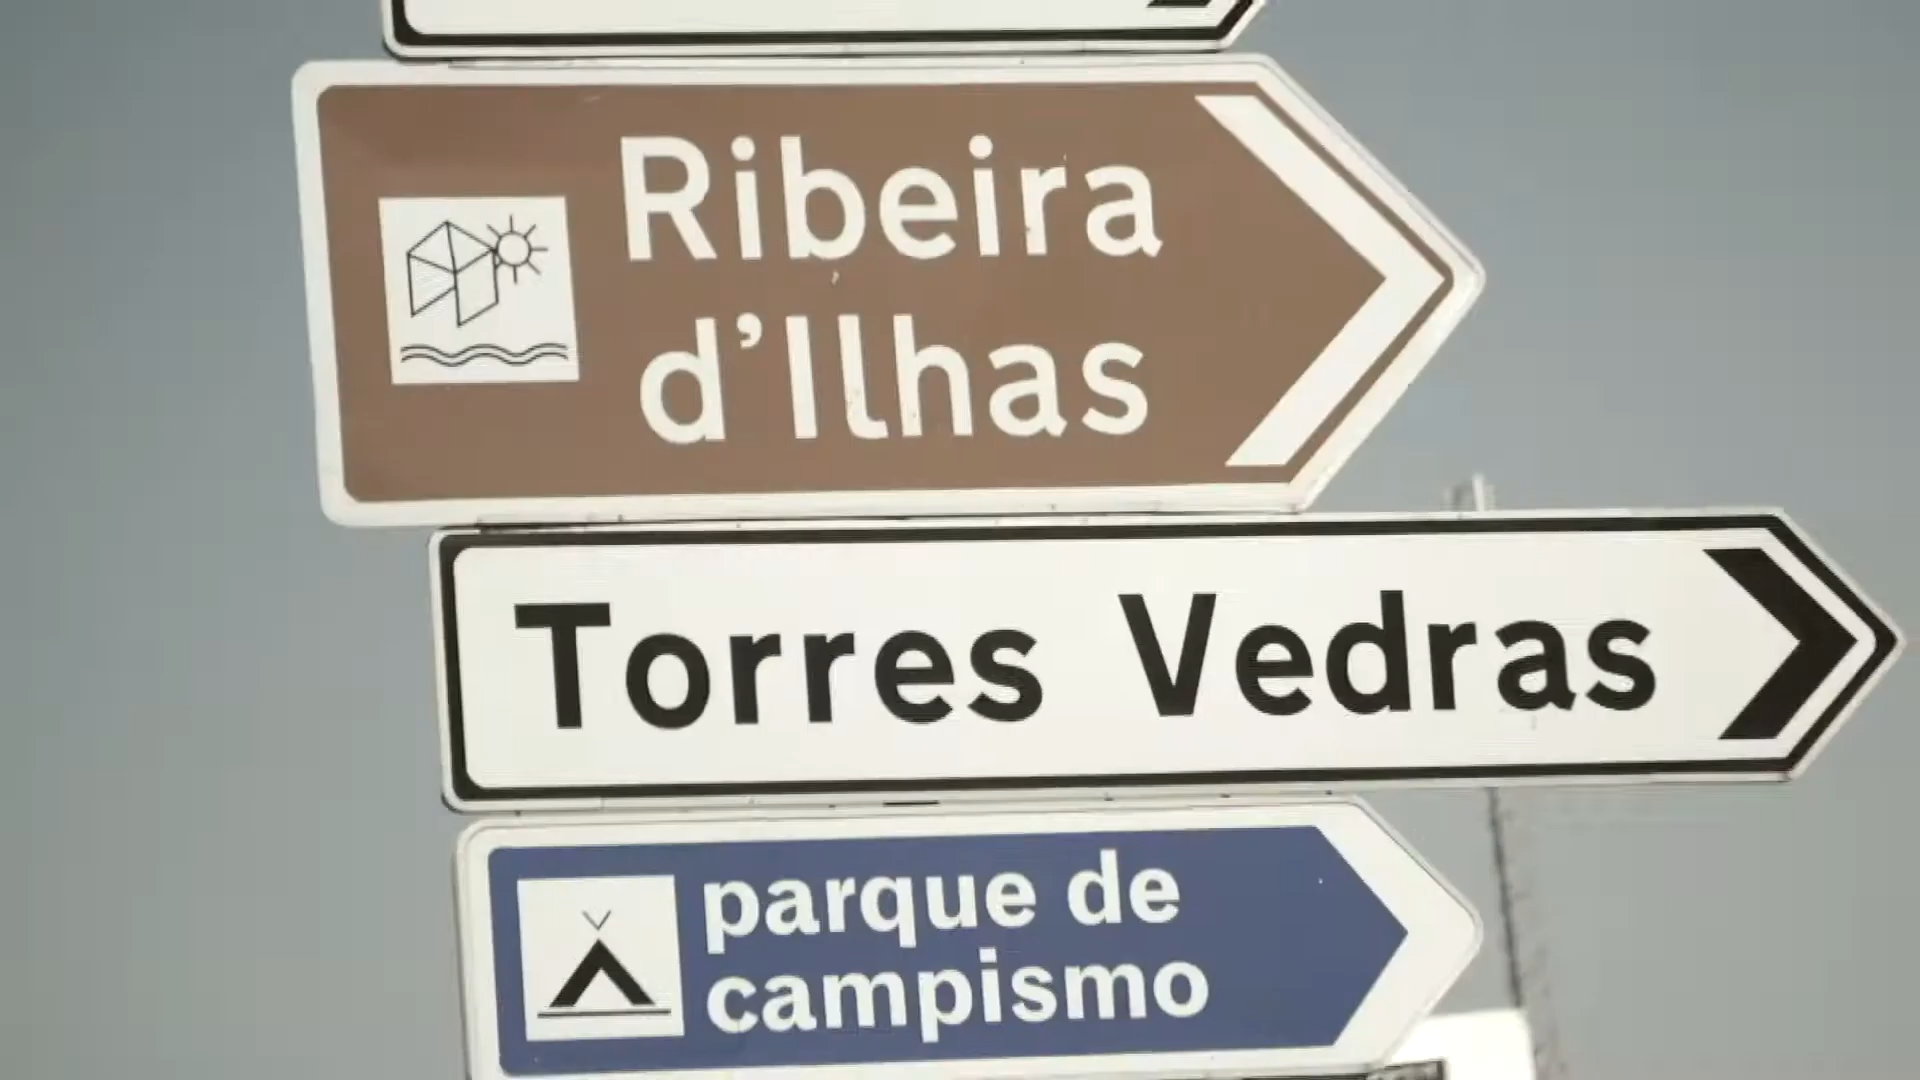 Ribeira
d'Ilhas
Torres Vedras
parque de
campismo